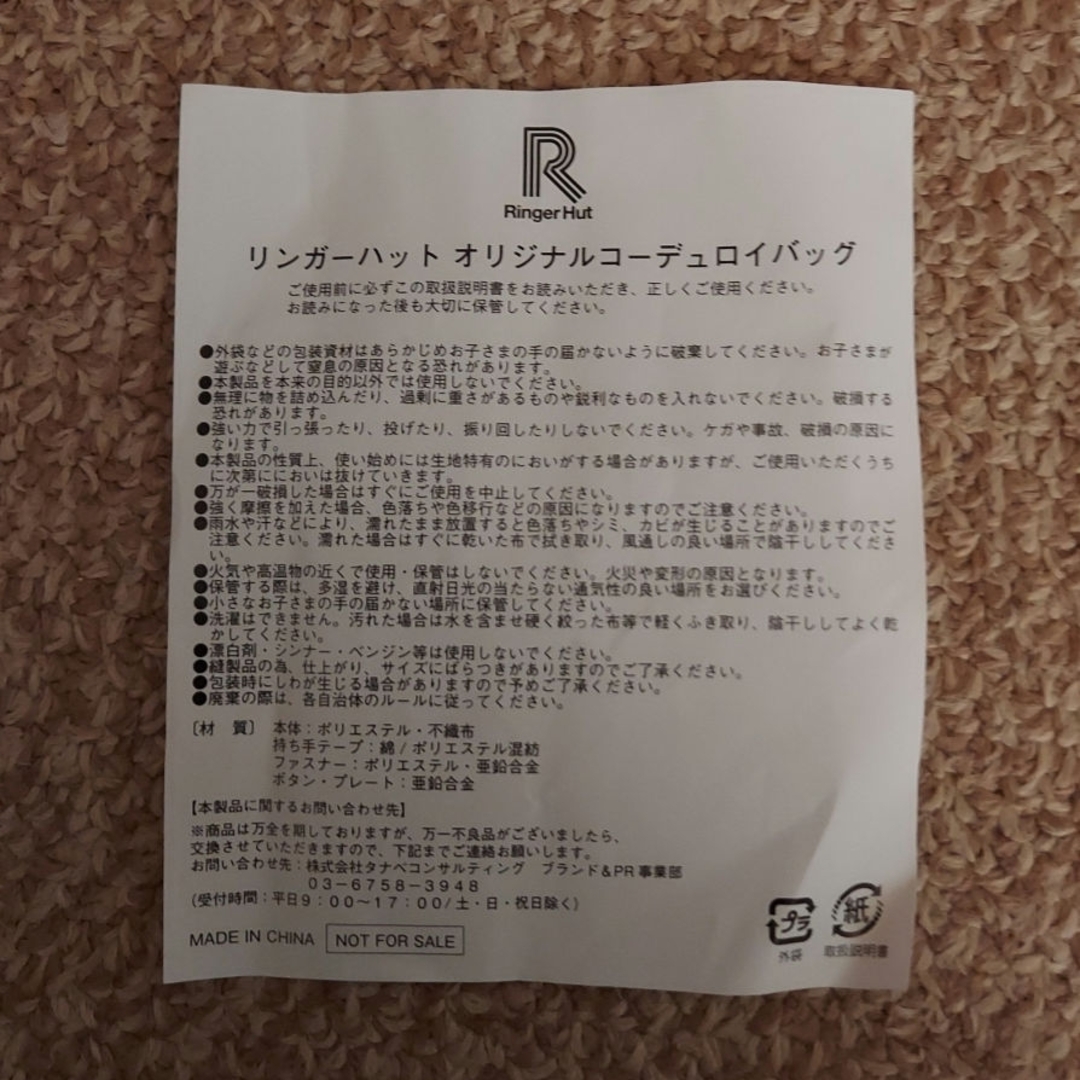 R
Ringer Hut
リンガーハット オリジナルコーデュロイバッグ
ご使用前に必ずこの取扱説明書をお読みいただき、正しくご使用ください。
お読みになった後も大切に保管してください。
●外袋などの包装資材はあらかじめお子さまの手の届かないように破棄してください。お子さまが
遊ぶなどして窒息の原因となる恐れがあります。
●本製品を本来の目的以外では使用しないでください。
●無理に物を詰め込んだり、過剰に重さがあるものや鋭利なものを入れないでください。破損する
恐れがあります。
●強い力で引っ張ったり、投げたり、振り回したりしないでください。ケガや事故、破損の原因に
なります。
●本製品の性質上、使い始めには生地特有のにおいがする場合がありますが、ご使用いただくうち
に次第ににおいは抜けていきます。
●万が一破損した場合はすぐにご使用を中止してください。
●強く摩擦を加えた場合、色落ちや色移行などの原因になりますのでご注意ください。
●雨水や汗などにより、濡れたまま放置すると色落ちやシミ、カビが生じることがありますのでご
注意ください。濡れた場合はすぐに乾いた布で拭き取り、風通しの良い場所で陰干ししてくださ
い。
●火気や高温物の近くで使用・保管はしないでください。火災や変形の原因となります。
●保管する際は、多湿を避け、直射日光の当たらない通気性の良い場所をお選びください。
●小さなお子さまの手の届かない場所に保管してください。
●洗濯はできません。汚れた場合は水を含ませ硬く絞った布等で軽くふき取り、陰干ししてよく乾
かしてください。
●漂白剤・シンナー・ベンジン等は使用しないでください。
●縫製品の為、仕上がり、サイズにばらつきがありますのでご了承ください。
●包装時にしわが生じる場合がありますので予めご了承ください。
●廃棄の際は、各自治体のルールに従ってください。
〔材 質〕 本体：ポリエステル・不織布
持ち手テープ：綿/ポリエステル混紡
ファスナー：ポリエステル・亜鉛合金
ボタン・プレート：亜鉛合金
【本製品に関するお問い合わせ先】
※商品は万全を期しておりますが、万一不良品がございましたら、
交換させていただきますので、下記までご連絡お願いします。
お問い合わせ先：株式会社タナベコンサルティング ブランド＆PR事業部
03-6758-3948
（受付時間：平日9：00～17：00/土・日・祝日除く）
MADE IN CHINA NOT FOR SALE
プラ 紙
外袋 取扱説明書